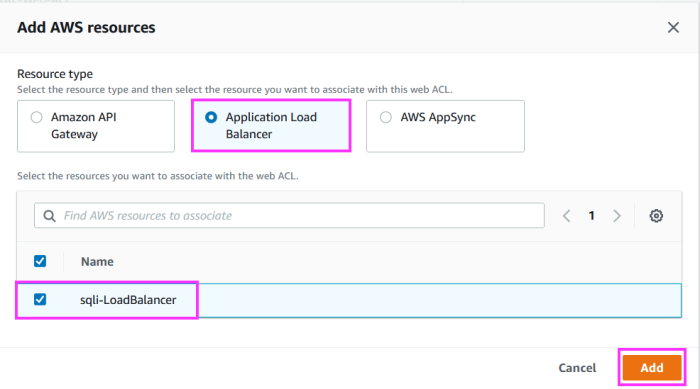 Add AWS resources
Resource type
Select the resource type and then select the resource you want to associate with this web ACL.
Amazon API
Gateway
Application Load
Balancer
AWS AppSync
Select the resources you want to associate with the web ACL.
Find AWS resources to associate
1
Name
sqli-LoadBalancer
Cancel
Add